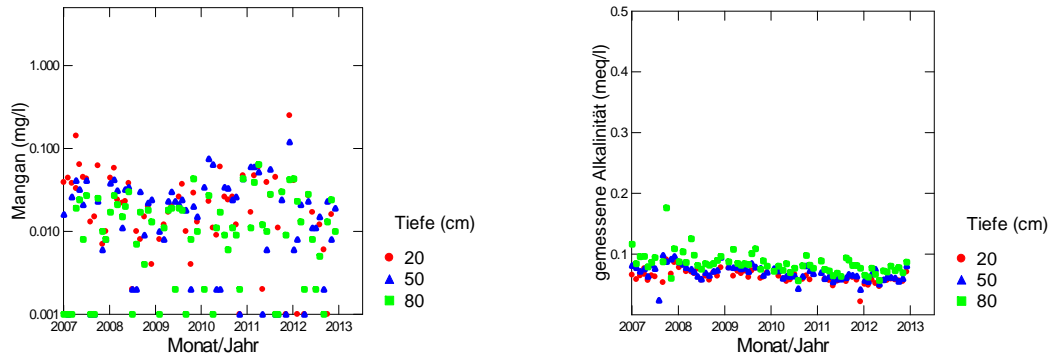 1.000
0.100
0.010
0.001
Mangan (mg/l)
2007 2008 2009 2010 2011 2012 2013
Monat/Jahr
Tiefe (cm)
20
50
80
0.5
0.4
0.3
0.2
0.1
gemessene Alkalinität (meq/l)
2007 2008 2009 2010 2011 2012 2013
Monat/Jahr
Tiefe (cm)
20
50
80